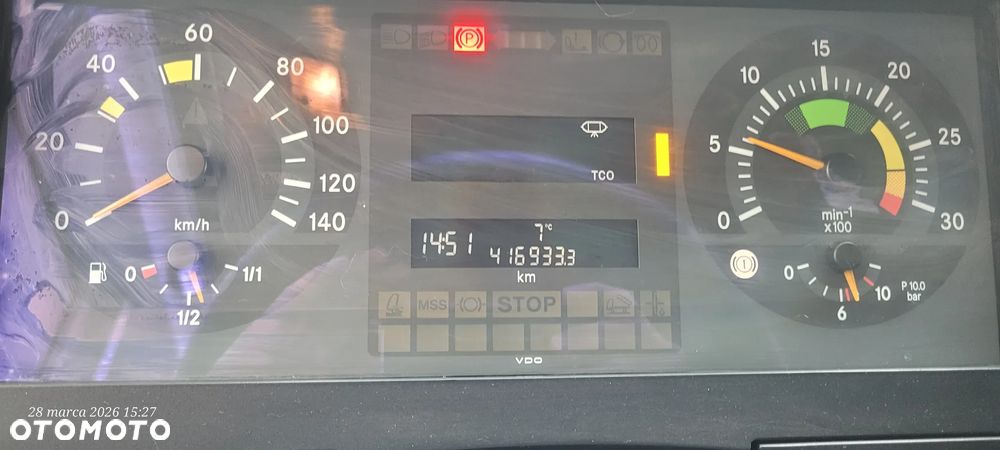 0 20 40 60 80 100 120 140
km/h
0 1/2 1/1
P
TCO
14:51 7°C
416933.3
km
MSS STOP
VDO
0 5 10 15 20 25 30
min-1
x100
0 6 10
P 10.0
bar
28 marca 2026 15:27
OTOMOTO